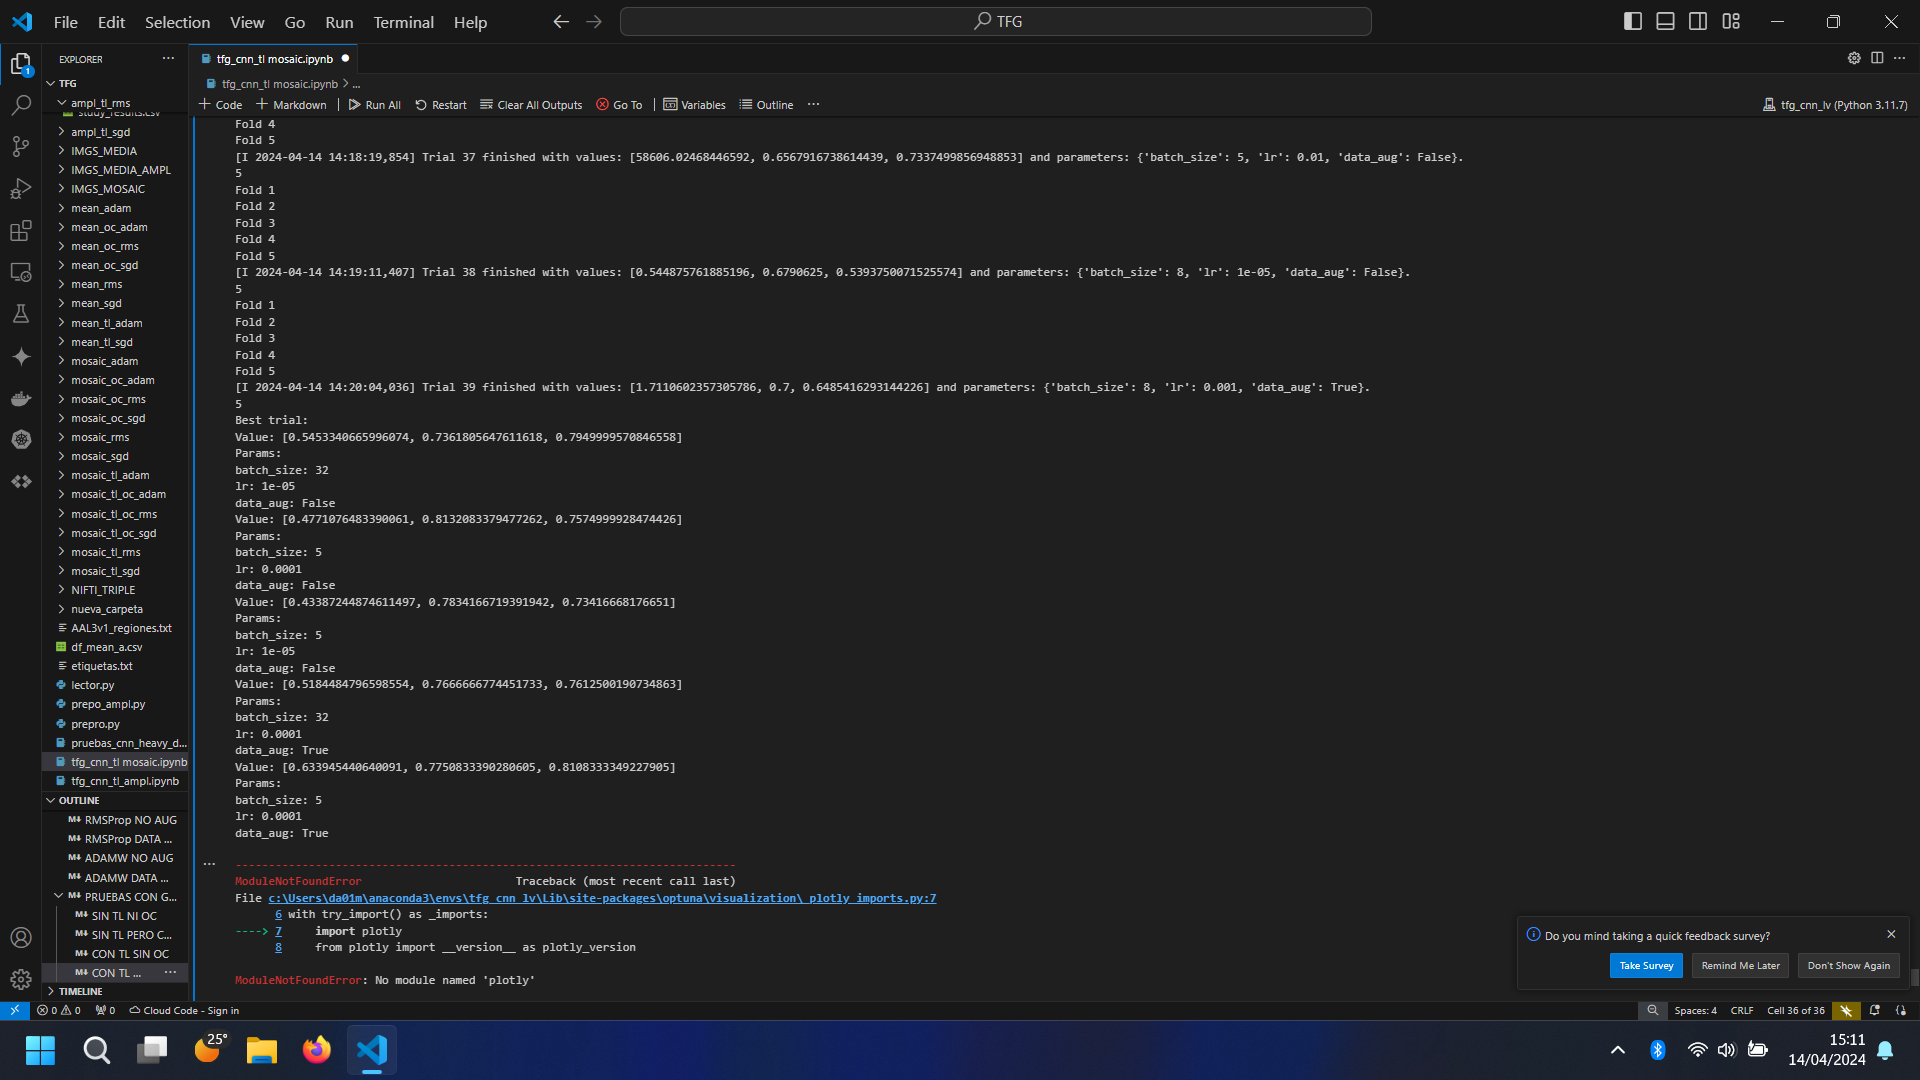 File Edit Selection View Go Run Terminal Help
TFG
EXPLORER
tfg_cnn_tl mosaic.ipynb
TFG
tfg_cnn_tl mosaic.ipynb > ...
ampl_tl_rms
Code Markdown Run All Restart Clear All Outputs Go To Variables Outline ...
tfg_cnn_lv (Python 3.11.7)
study_results.csv
ampl_tl_sgd
IMGS_MEDIA
IMGS_MEDIA_AMPL
IMGS_MOSAIC
mean_adam
mean_oc_adam
mean_oc_rms
mean_oc_sgd
mean_rms
mean_sgd
mean_tl_adam
mean_tl_sgd
mosaic_adam
mosaic_oc_adam
mosaic_oc_rms
mosaic_oc_sgd
mosaic_rms
mosaic_sgd
mosaic_tl_adam
mosaic_tl_oc_adam
mosaic_tl_oc_rms
mosaic_tl_oc_sgd
mosaic_tl_rms
mosaic_tl_sgd
NIFTI_TRIPLE
nueva_carpeta
AAL3v1_regiones.txt
df_mean_a.csv
etiquetas.txt
lector.py
prepo_ampl.py
prepro.py
pruebas_cnn_heavy_d...
tfg_cnn_tl mosaic.ipynb
tfg_cnn_tl_ampl.ipynb
OUTLINE
RMSProp NO AUG
RMSProp DATA ...
ADAMW NO AUG
ADAMW DATA ...
PRUEBAS CON G...
SIN TL NI OC
SIN TL PERO C...
CON TL SIN OC
CON TL ... ...
TIMELINE
Fold 4
Fold 5
[I 2024-04-14 14:18:19,854] Trial 37 finished with values: [58606.02468446592, 0.6567916738614439, 0.7337499856948853] and parameters: {'batch_size': 5, 'lr': 0.01, 'data_aug': False}.
5
Fold 1
Fold 2
Fold 3
Fold 4
Fold 5
[I 2024-04-14 14:19:11,407] Trial 38 finished with values: [0.544875761885196, 0.6790625, 0.5393750071525574] and parameters: {'batch_size': 8, 'lr': 1e-05, 'data_aug': False}.
5
Fold 1
Fold 2
Fold 3
Fold 4
Fold 5
[I 2024-04-14 14:20:04,036] Trial 39 finished with values: [1.7110602357305786, 0.7, 0.6485416293144226] and parameters: {'batch_size': 8, 'lr': 0.001, 'data_aug': True}.
5
Best trial:
Value: [0.5453340665996074, 0.7361805647611618, 0.7949999570846558]
Params:
batch_size: 32
lr: 1e-05
data_aug: False
Value: [0.4771076483390061, 0.8132083379477262, 0.7574999928474426]
Params:
batch_size: 5
lr: 0.0001
data_aug: False
Value: [0.43387244874611497, 0.7834166719391942, 0.73416668176651]
Params:
batch_size: 5
lr: 1e-05
data_aug: False
Value: [0.5184484796598554, 0.7666666774451733, 0.7612500190734863]
Params:
batch_size: 32
lr: 0.0001
data_aug: True
Value: [0.633945440640091, 0.7750833390280605, 0.8108333349227905]
Params:
batch_size: 5
lr: 0.0001
data_aug: True
...
---------------------------------------------------------------------------
ModuleNotFoundError Traceback (most recent call last)
File c:\Users\da01m\anaconda3\envs\tfg_cnn_lv\Lib\site-packages\optuna\visualization\_plotly_imports.py:7
6 with try_import() as _imports:
----> 7 import plotly
8 from plotly import __version__ as plotly_version
ModuleNotFoundError: No module named 'plotly'
Do you mind taking a quick feedback survey?
Take Survey Remind Me Later Don't Show Again
0 0 0 Cloud Code - Sign in
Spaces: 4 CRLF Cell 36 of 36
25°
15:11
14/04/2024